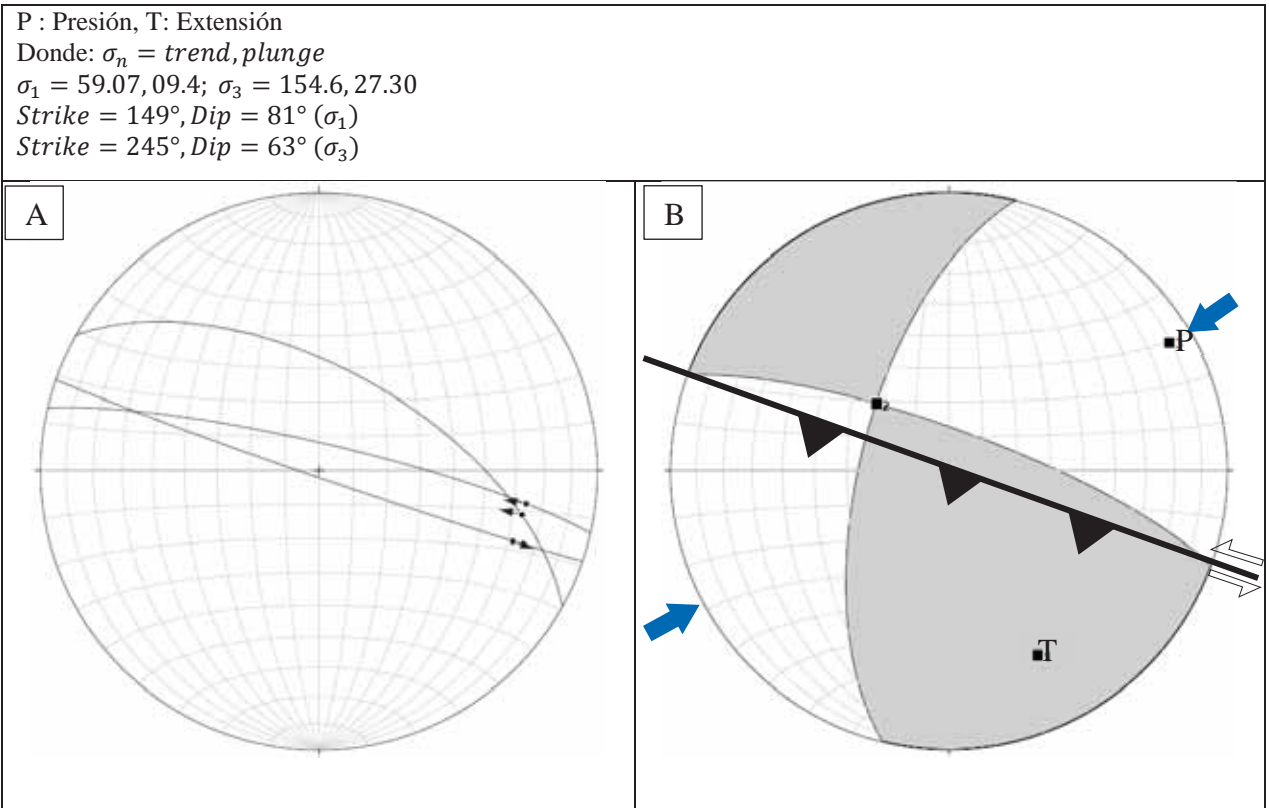 P : Presión, T: Extensión
Donde: σₙ = trend, plunge
σ₁ = 59.07, 09.4; σ₃ = 154.6, 27.30
Strike = 149°, Dip = 81° (σ₁)
Strike = 245°, Dip = 63° (σ₃)
A
B
P
T